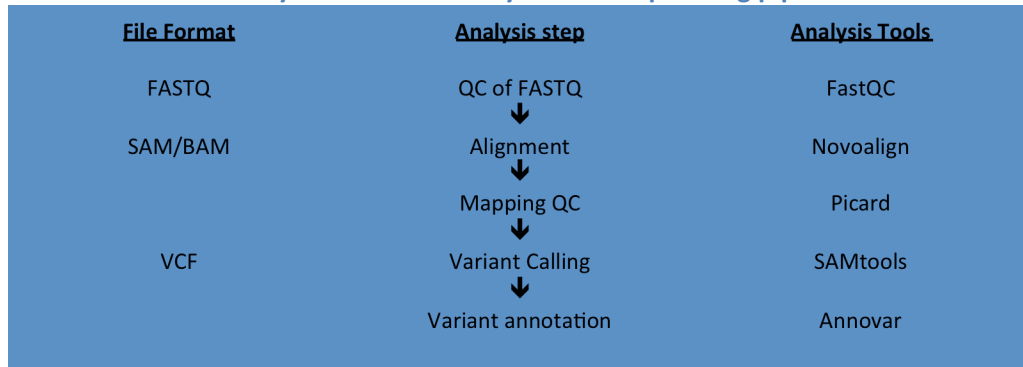 File Format Analysis step Analysis Tools
FASTQ QC of FASTQ FastQC
SAM/BAM Alignment Novoalign
Mapping QC Picard
VCF Variant Calling SAMtools
Variant annotation Annovar